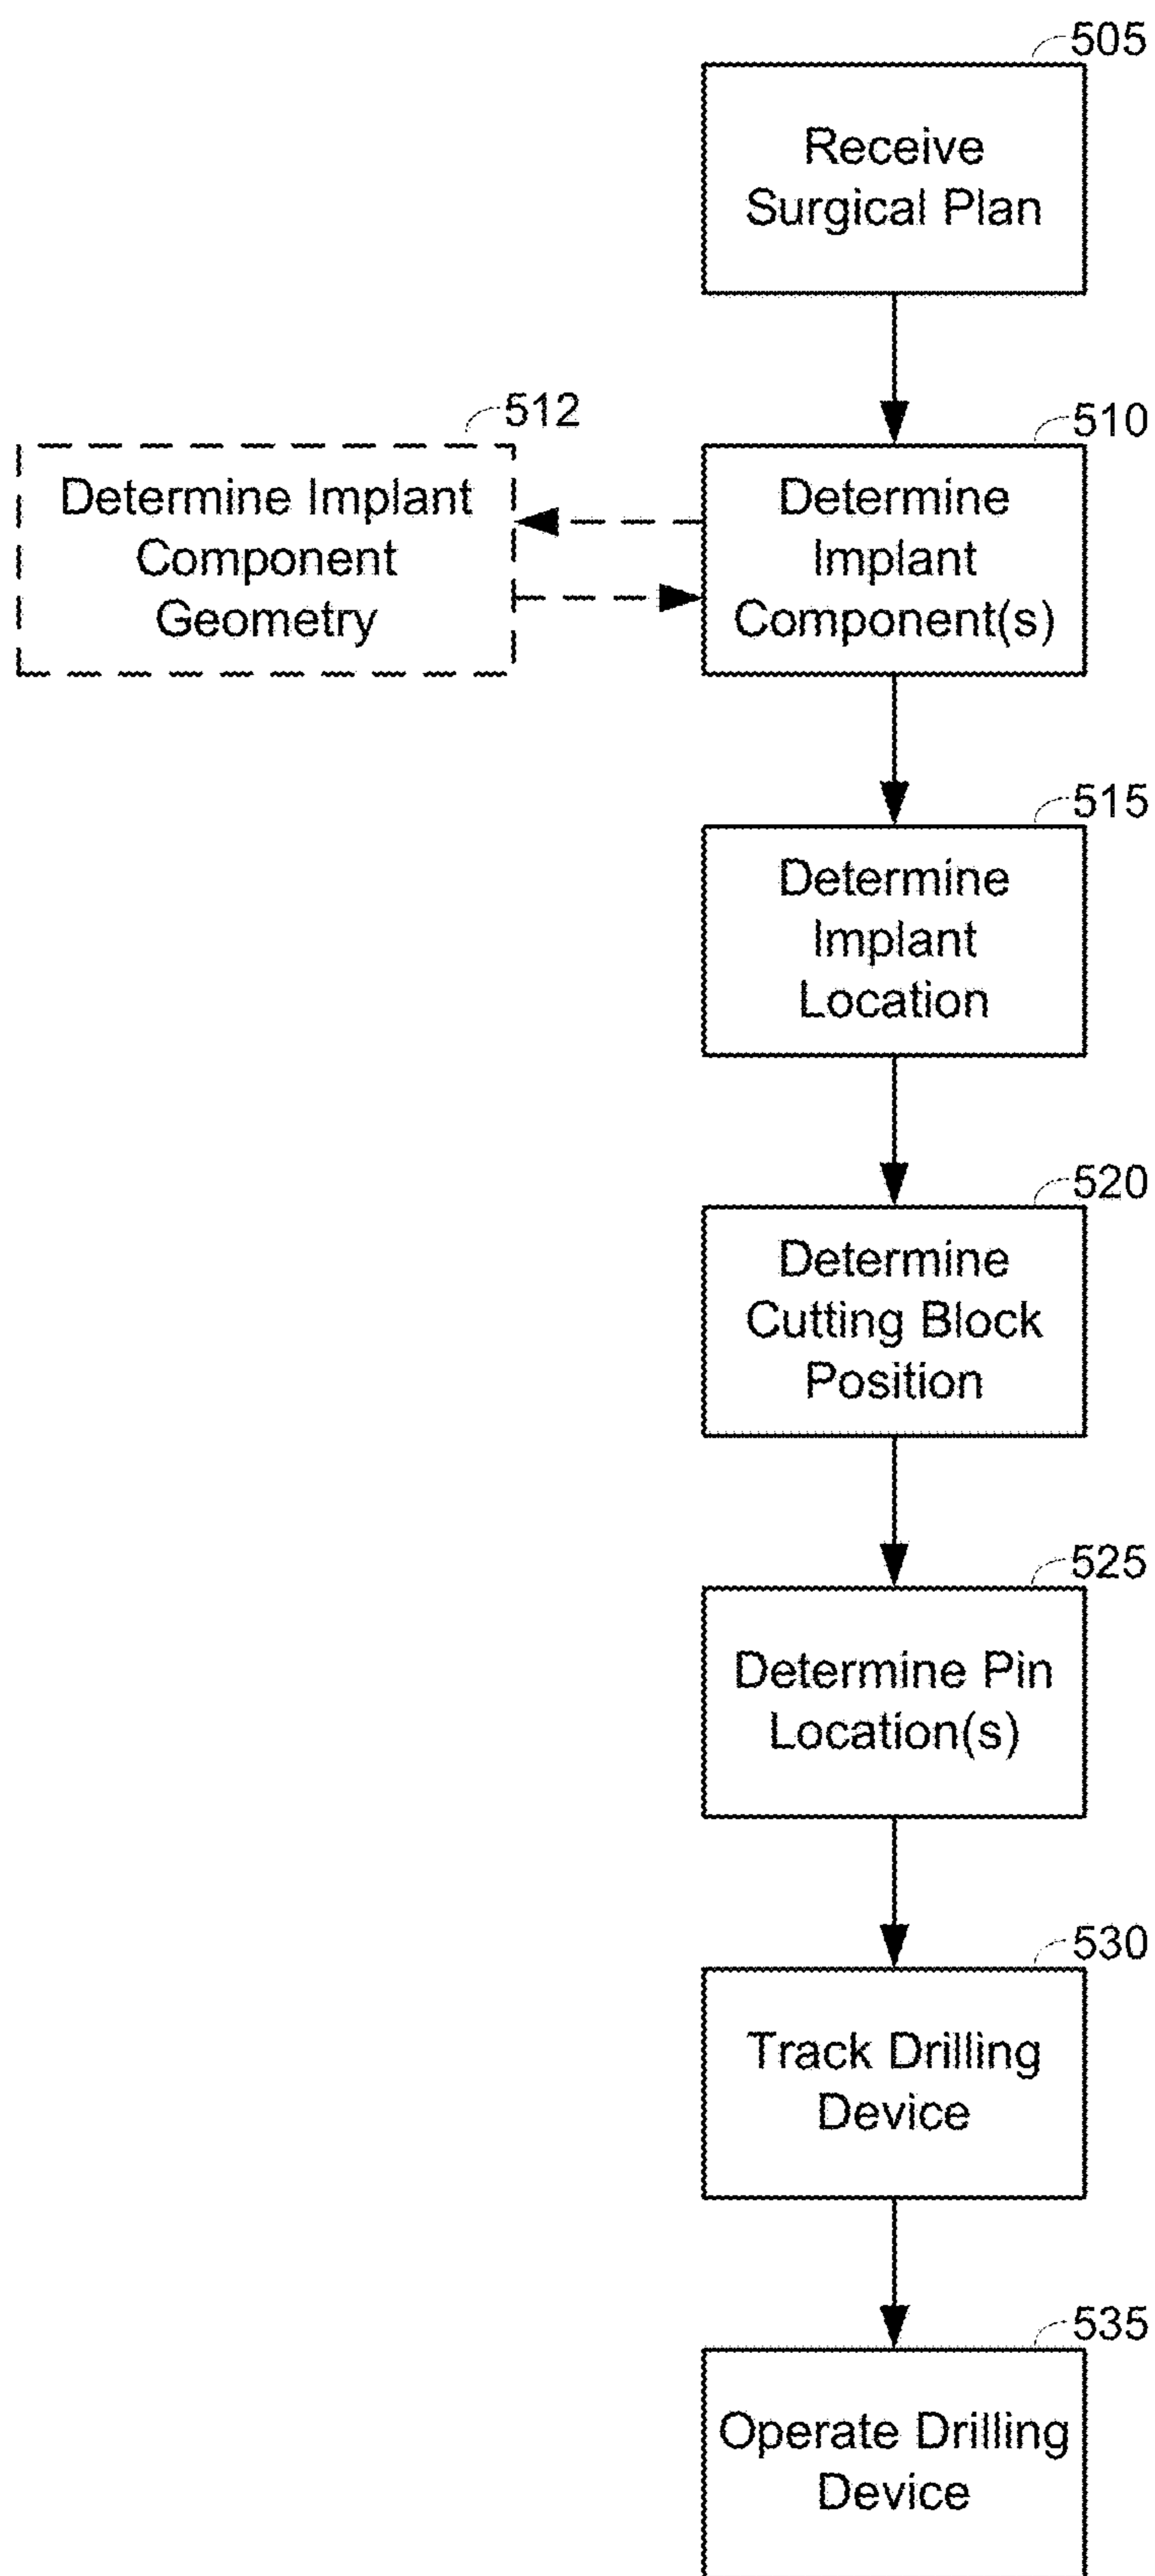 505
Receive
Surgical Plan
512
Determine Implant
Component
Geometry
510
Determine
Implant
Component(s)
515
Determine
Implant
Location
520
Determine
Cutting Block
Position
525
Determine Pin
Location(s)
530
Track Drilling
Device
535
Operate Drilling
Device